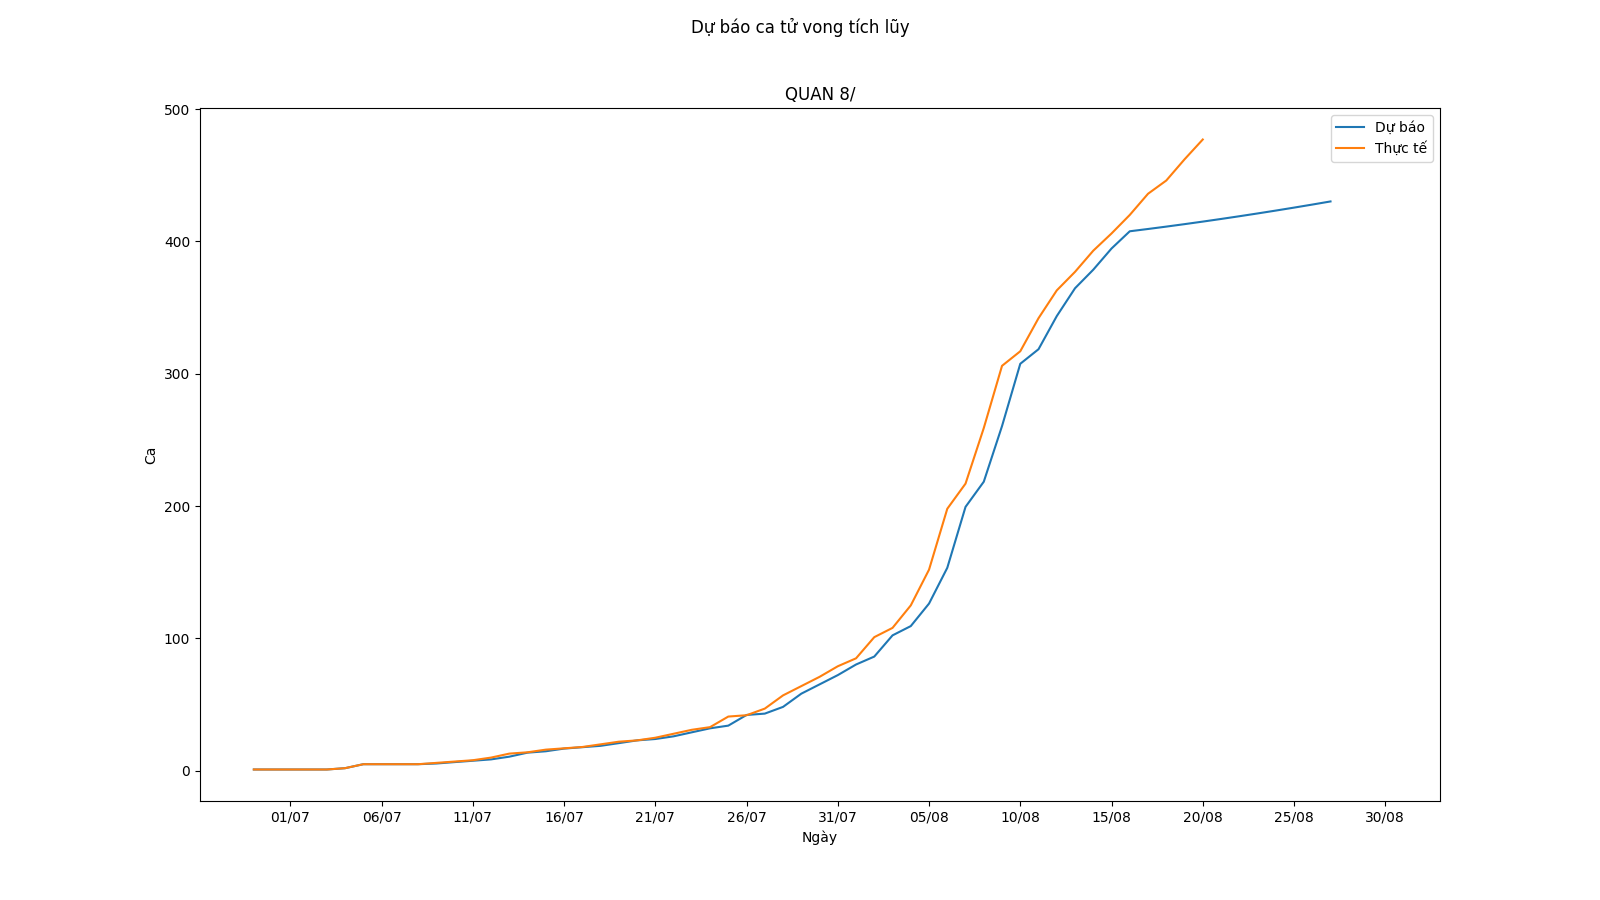 Dự báo ca tử vong tích lũy
QUAN 8/
500
400
300
200
100
0
Ca
Dự báo
Thực tế
01/07 06/07 11/07 16/07 21/07 26/07 31/07 05/08 10/08 15/08 20/08 25/08 30/08
Ngày